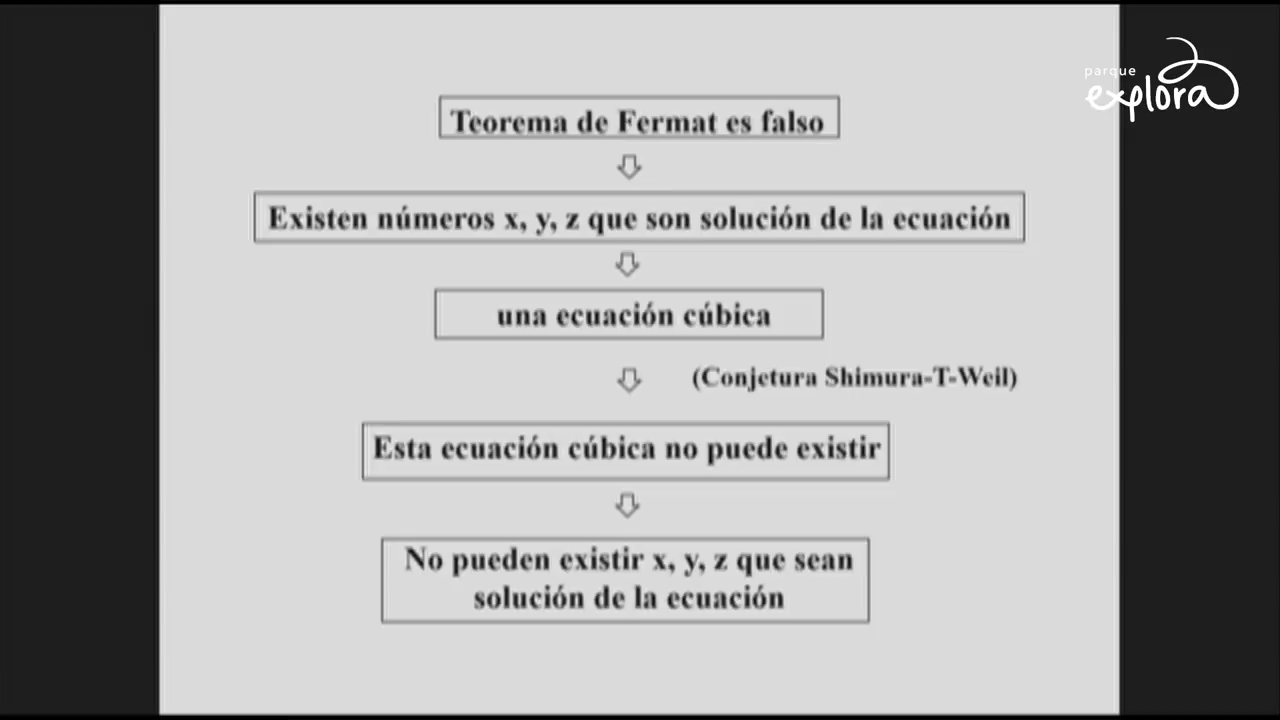 parque
explora
Teorema de Fermat es falso
Existen números x, y, z que son solución de la ecuación
una ecuación cúbica
(Conjetura Shimura-T-Weil)
Esta ecuación cúbica no puede existir
No pueden existir x, y, z que sean
solución de la ecuación